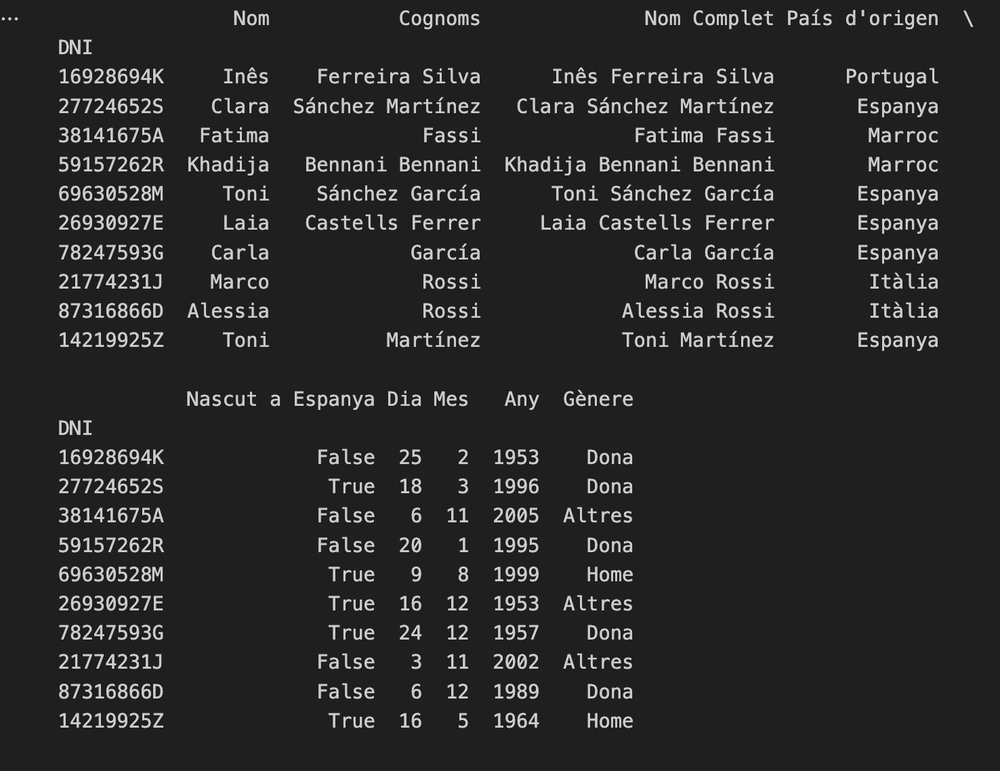 ...                Nom           Cognoms              Nom Complet País d'origen  \
DNI
16928694K     Inês    Ferreira Silva      Inês Ferreira Silva      Portugal
27724652S    Clara  Sánchez Martínez   Clara Sánchez Martínez       Espanya
38141675A   Fatima             Fassi             Fatima Fassi        Marroc
59157262R  Khadija   Bennani Bennani  Khadija Bennani Bennani        Marroc
69630528M     Toni    Sánchez García      Toni Sánchez García       Espanya
26930927E     Laia   Castells Ferrer     Laia Castells Ferrer       Espanya
78247593G    Carla            García             Carla García       Espanya
21774231J    Marco             Rossi              Marco Rossi        Itàlia
87316866D  Alessia             Rossi            Alessia Rossi        Itàlia
14219925Z     Toni          Martínez            Toni Martínez       Espanya
           Nascut a Espanya Dia Mes   Any  Gènere
DNI
16928694K             False  25   2  1953    Dona
27724652S              True  18   3  1996    Dona
38141675A             False   6  11  2005  Altres
59157262R             False  20   1  1995    Dona
69630528M              True   9   8  1999    Home
26930927E              True  16  12  1953  Altres
78247593G              True  24  12  1957    Dona
21774231J             False   3  11  2002  Altres
87316866D             False   6  12  1989    Dona
14219925Z              True  16   5  1964    Home